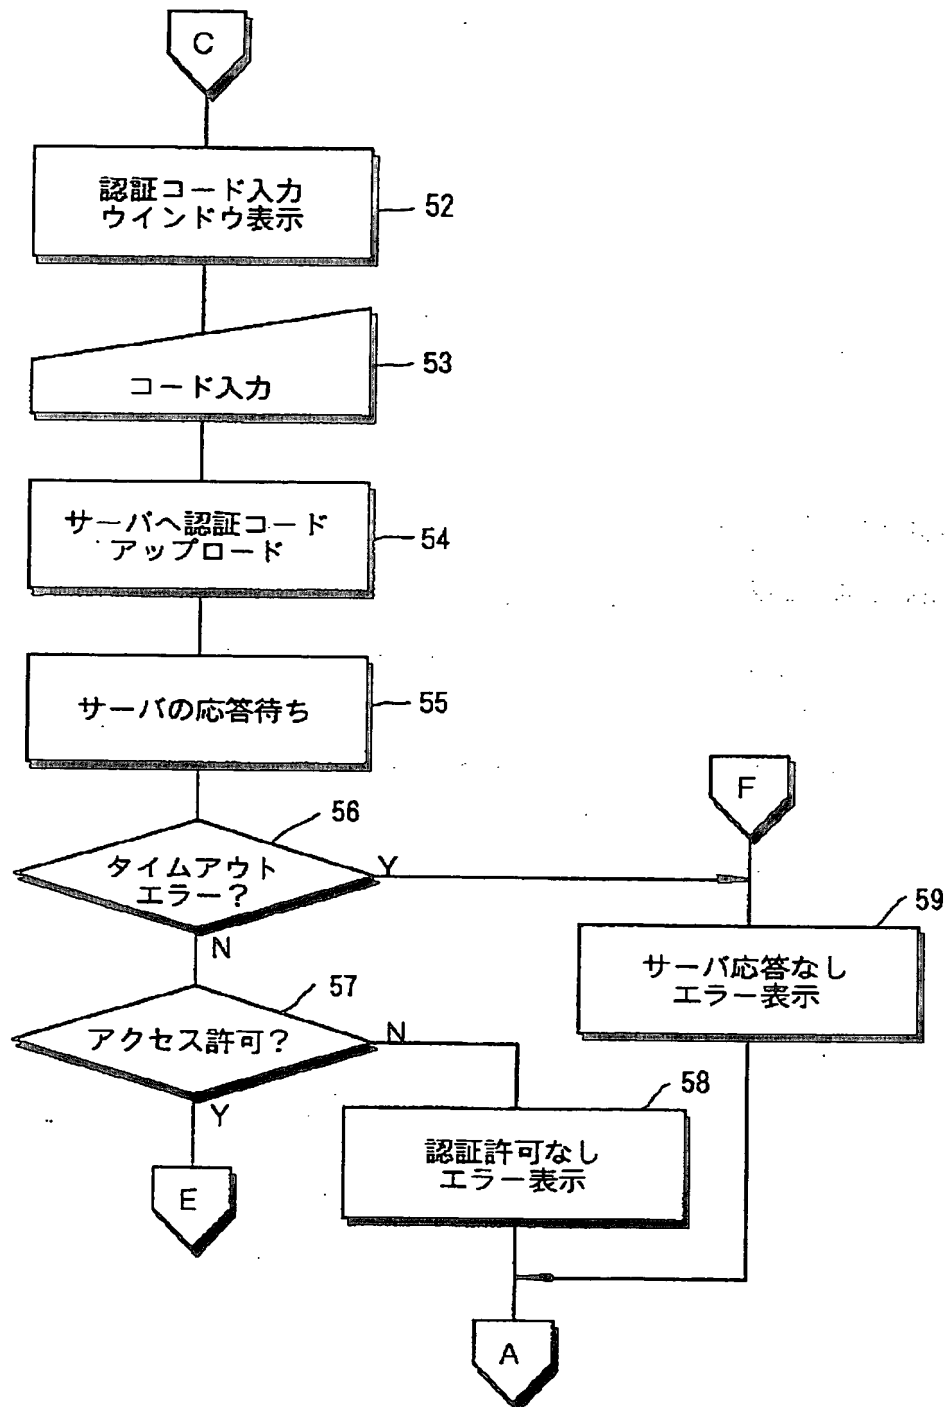 C
認証コード入力
ウインドウ表示
52
53
コード入力
サーバへ認証コード
アップロード
54
サーバの応答待ち
55
F
56
タイムアウト
エラー?
Y
N
59
サーバ応答なし
エラー表示
57
アクセス許可?
N
Y
58
認証許可なし
エラー表示
E
A